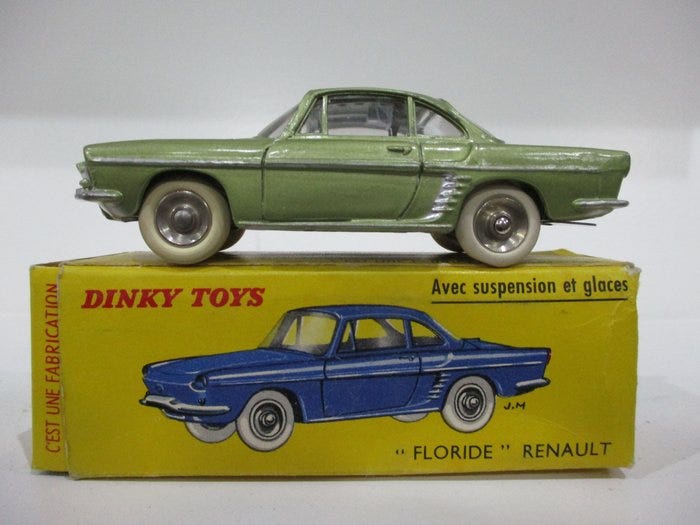 C'EST UNE FABRICATION
DINKY TOYS
Avec suspension et glaces
J.M
"FLORIDE" RENAULT